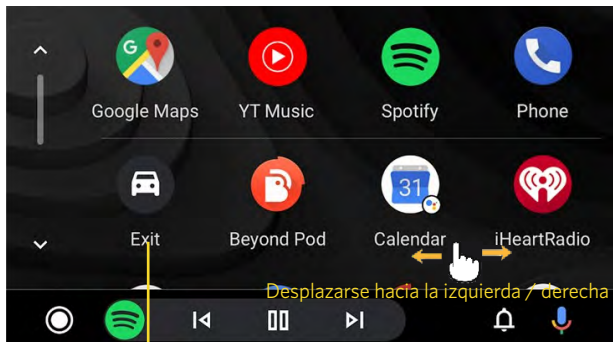 G
Google Maps
YT Music
Spotify
Phone
31
Exit
Beyond Pod
Calendar
iHeartRadio
Desplazarse hacia la izquierda / derecha